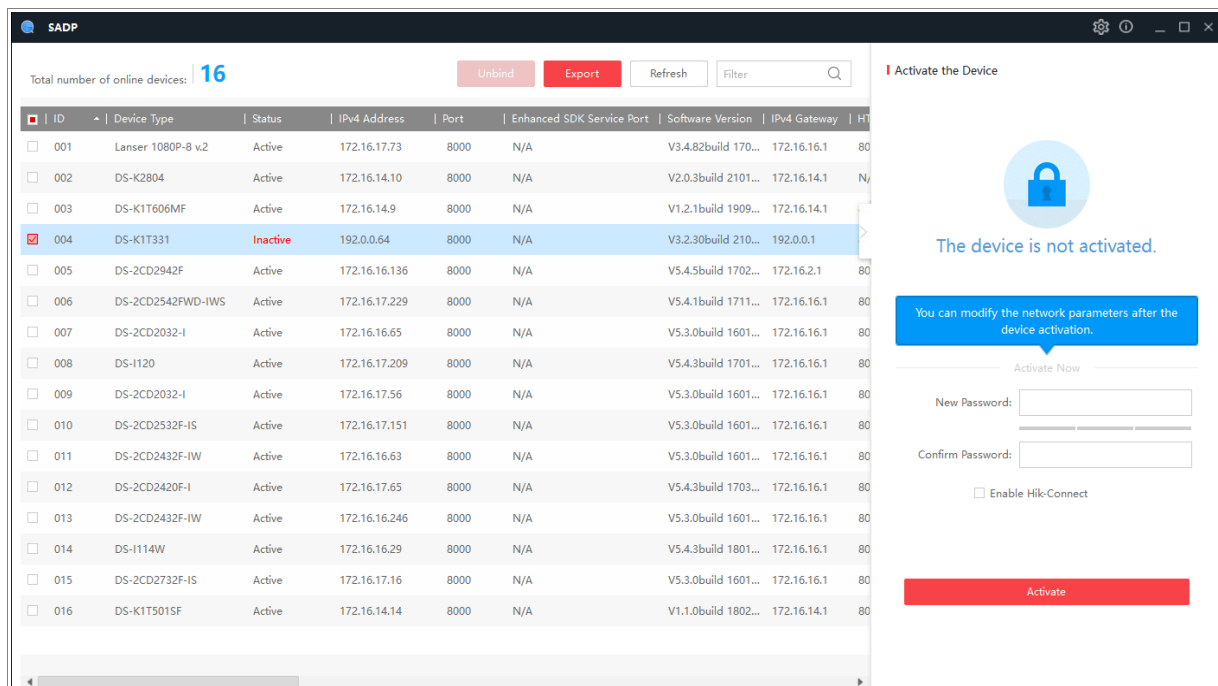 SADP
Total number of online devices: 16
Unbind Export Refresh Filter
ID Device Type Status IPv4 Address Port Enhanced SDK Service Port Software Version IPv4 Gateway HT
001 Lanser 1080P-8 v.2 Active 172.16.17.73 8000 N/A V3.4.82build 170... 172.16.16.1 80
002 DS-K2804 Active 172.16.14.10 8000 N/A V2.0.3build 2101... 172.16.14.1 N/
003 DS-K1T606MF Active 172.16.14.9 8000 N/A V1.2.1build 1909... 172.16.14.1
004 DS-K1T331 Inactive 192.0.0.64 8000 N/A V3.2.30build 210... 192.0.0.1
005 DS-2CD2942F Active 172.16.16.136 8000 N/A V5.4.5build 1702... 172.16.2.1 80
006 DS-2CD2542FWD-IWS Active 172.16.17.229 8000 N/A V5.4.1build 1711... 172.16.16.1 80
007 DS-2CD2032-I Active 172.16.16.65 8000 N/A V5.3.0build 1601... 172.16.16.1 80
008 DS-I120 Active 172.16.17.209 8000 N/A V5.4.3build 1701... 172.16.16.1 80
009 DS-2CD2032-I Active 172.16.17.56 8000 N/A V5.3.0build 1601... 172.16.16.1 80
010 DS-2CD2532F-IS Active 172.16.17.151 8000 N/A V5.3.0build 1601... 172.16.16.1 80
011 DS-2CD2432F-IW Active 172.16.16.63 8000 N/A V5.3.0build 1601... 172.16.16.1 80
012 DS-2CD2420F-I Active 172.16.17.65 8000 N/A V5.4.3build 1703... 172.16.16.1 80
013 DS-2CD2432F-IW Active 172.16.16.246 8000 N/A V5.3.0build 1601... 172.16.16.1 80
014 DS-I114W Active 172.16.16.29 8000 N/A V5.4.3build 1801... 172.16.16.1 80
015 DS-2CD2732F-IS Active 172.16.17.16 8000 N/A V5.3.0build 1601... 172.16.16.1 80
016 DS-K1T501SF Active 172.16.14.14 8000 N/A V1.1.0build 1802... 172.16.14.1 80
Activate the Device
The device is not activated.
You can modify the network parameters after the
device activation.
Activate Now
New Password:
Confirm Password:
Enable Hik-Connect
Activate